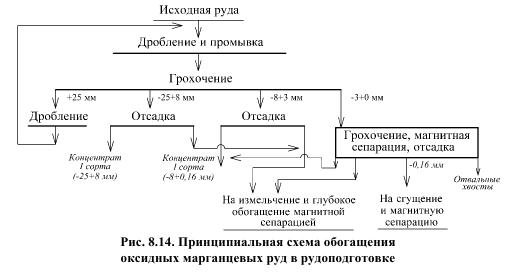 Исходная руда
Дробление и промывка
Грохочение
+25 мм
-25+8 мм
-8+3 мм
-3+0 мм
Дробление
Отсадка
Отсадка
Грохочение, магнитная
сепарация, отсадка
Концентрат
I сорта
(-25+8 мм)
Концентрат
I сорта
(-8+0,16 мм)
-0,16 мм
Отвальные
хвосты
На измельчение и глубокое
обогащение магнитной
сепарацией
На сгущение
и магнитную
сепарацию
Рис. 8.14. Принципиальная схема обогащения
оксидных марганцевых руд в рудоподготовке